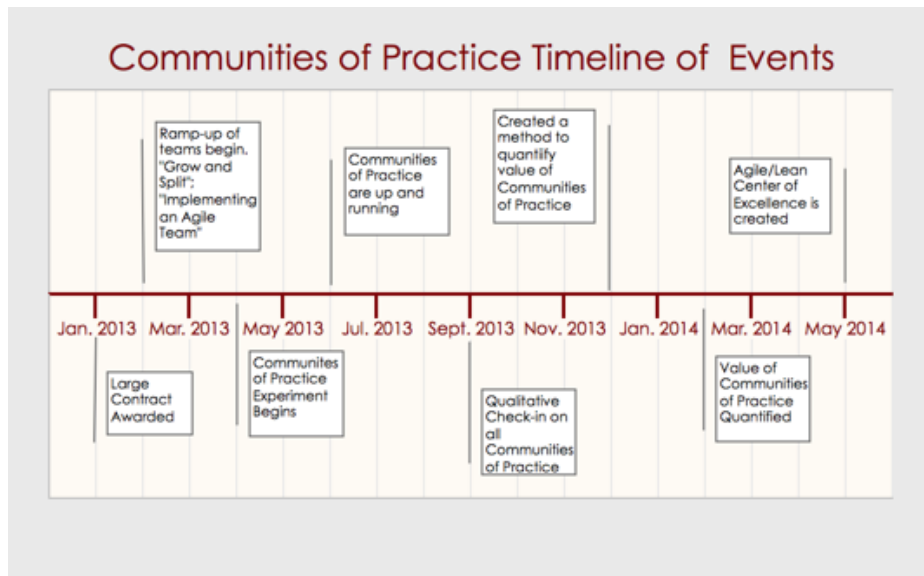 Communities of Practice Timeline of Events
Ramp-up of
teams begin.
"Grow and
Split";
"Implementing
an Agile
Team"
Communities
of Practice
are up and
running
Created a
method to
quantify
value of
Communities
of Practice
Agile/Lean
Center of
Excellence is
created
Jan. 2013 Mar. 2013 May 2013 Jul. 2013 Sept. 2013 Nov. 2013 Jan. 2014 Mar. 2014 May 2014
Large
Contract
Awarded
Communites
of Practice
Experiment
Begins
Qualitative
Check-in on
all
Communities
of Practice
Value of
Communities
of Practice
Quantified